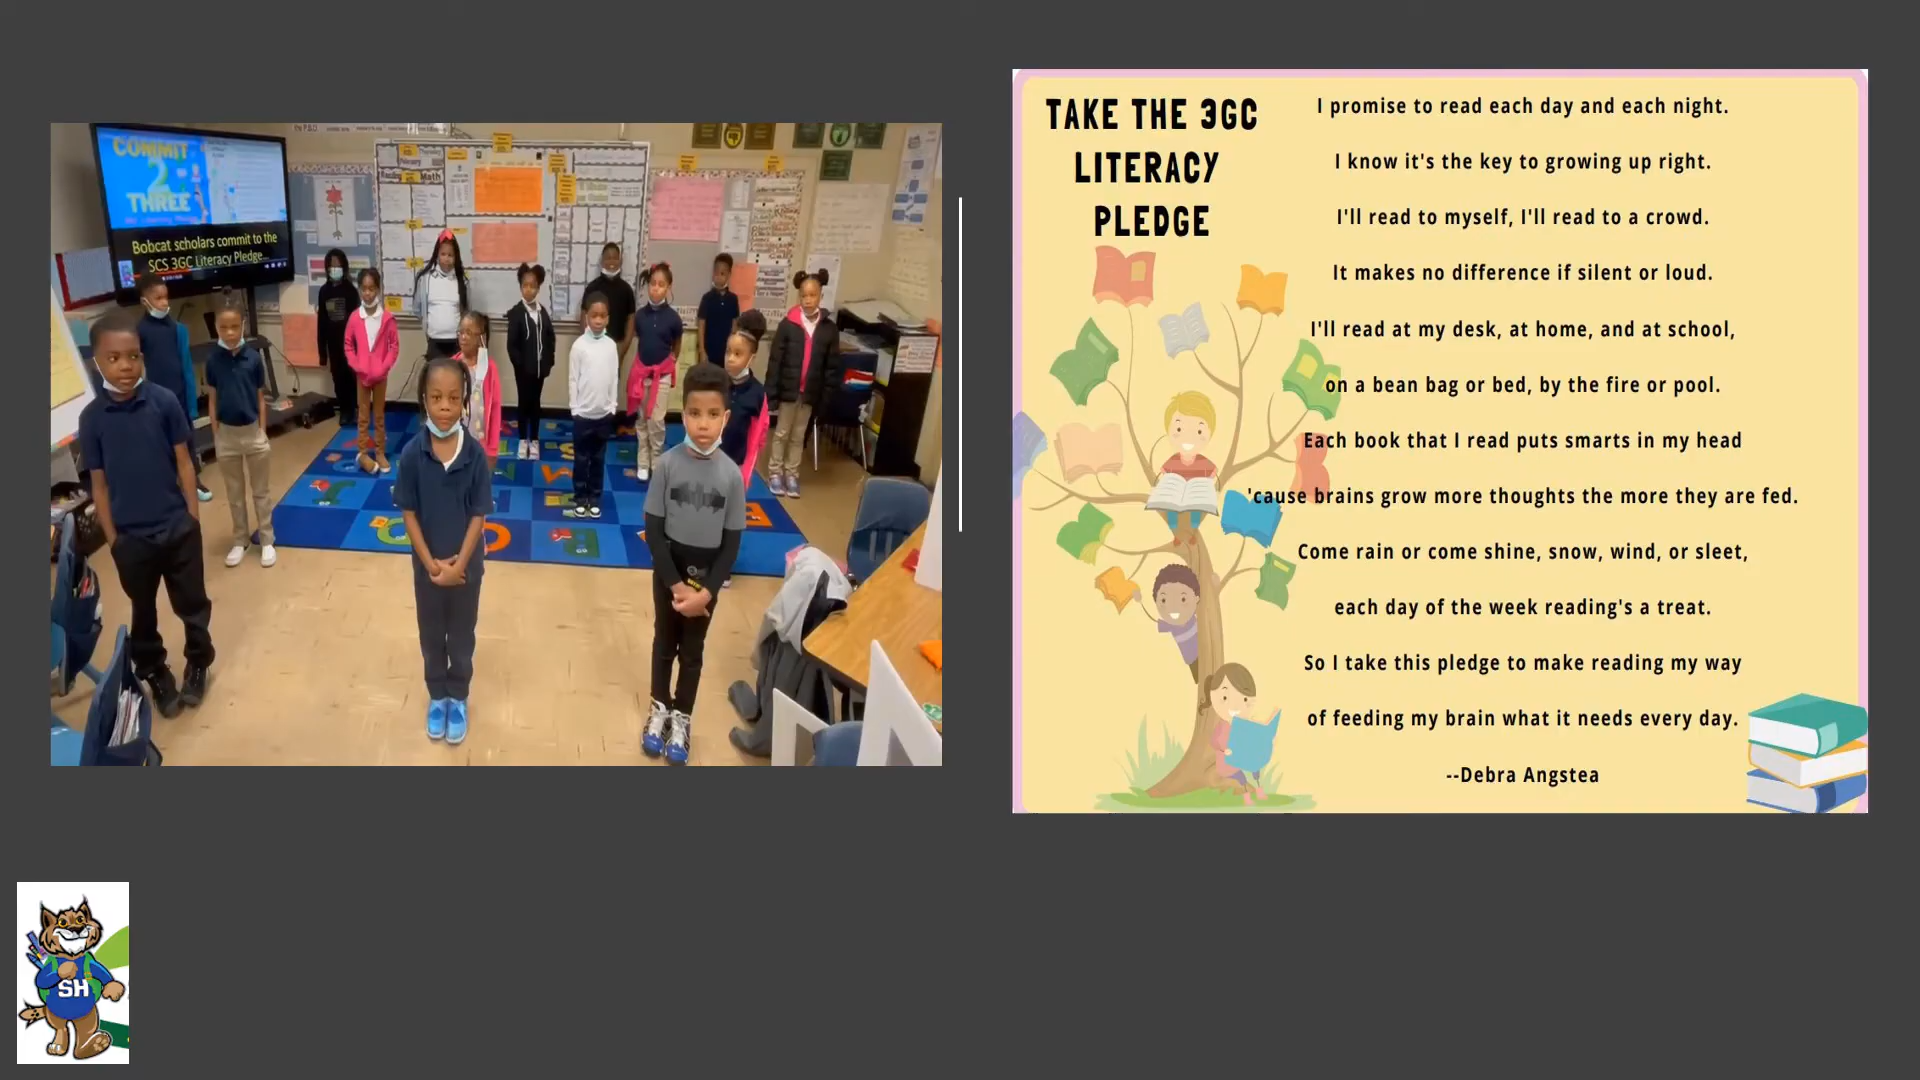 COMMIT
2
THREE
Bobcat scholars commit to the
SCS 3GC Literacy Pledge...
Math
TAKE THE 3GC
LITERACY
PLEDGE
I promise to read each day and each night.
I know it's the key to growing up right.
I'll read to myself, I'll read to a crowd.
It makes no difference if silent or loud.
I'll read at my desk, at home, and at school,
on a bean bag or bed, by the fire or pool.
Each book that I read puts smarts in my head
'cause brains grow more thoughts the more they are fed.
Come rain or come shine, snow, wind, or sleet,
each day of the week reading's a treat.
So I take this pledge to make reading my way
of feeding my brain what it needs every day.
--Debra Angstea
SH